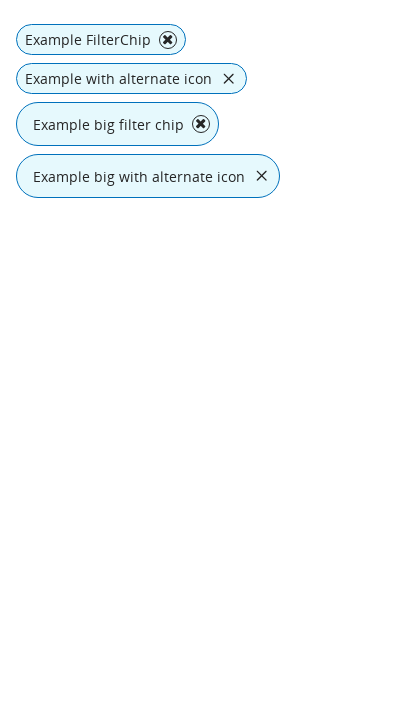 Example FilterChip
Example with alternate icon
Example big filter chip
Example big with alternate icon